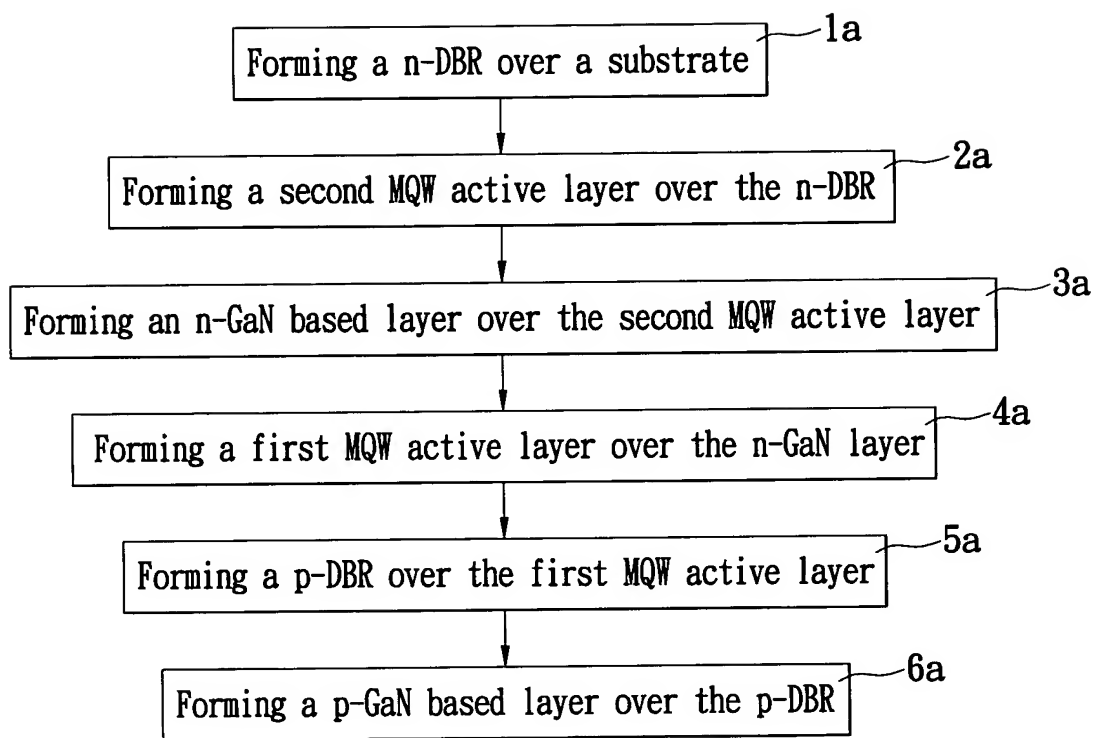 1a
Forming a n-DBR over a substrate
2a
Forming a second MQW active layer over the n-DBR
3a
Forming an n-GaN based layer over the second MQW active layer
4a
Forming a first MQW active layer over the n-GaN layer
5a
Forming a p-DBR over the first MQW active layer
6a
Forming a p-GaN based layer over the p-DBR